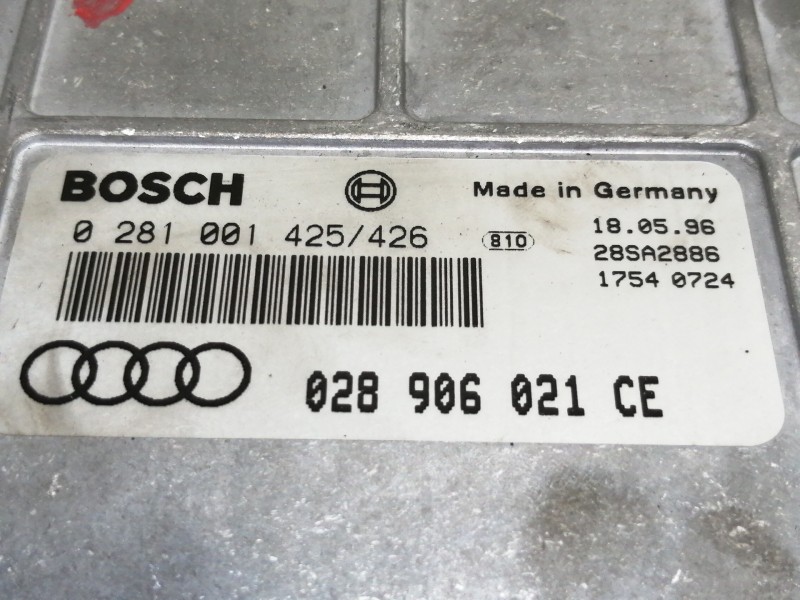 BOSCH
Made in Germany
0 281 001 425/426
810
18.05.96
28SA2886
1754 0724
028 906 021 CE